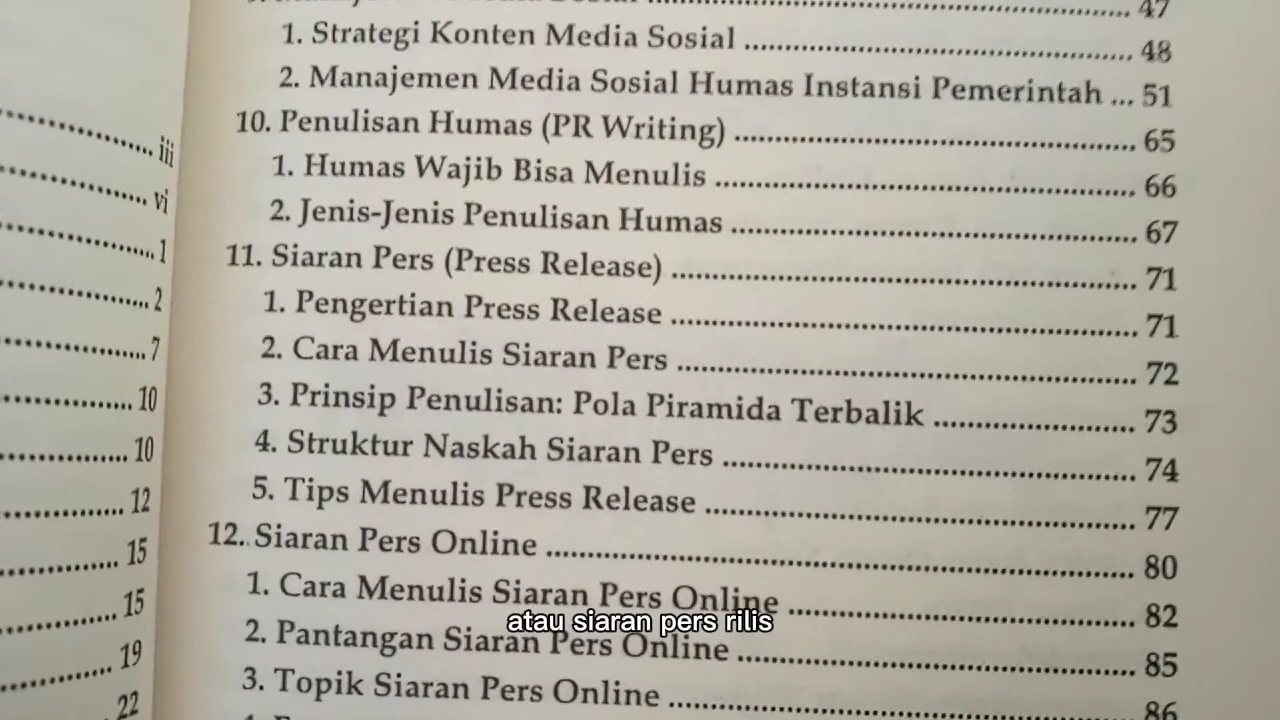 iii
vi
1
2
7
10
10
12
15
15
19
22
47
1. Strategi Konten Media Sosial 48
2. Manajemen Media Sosial Humas Instansi Pemerintah ... 51
10. Penulisan Humas (PR Writing) 65
1. Humas Wajib Bisa Menulis 66
2. Jenis-Jenis Penulisan Humas 67
11. Siaran Pers (Press Release) 71
1. Pengertian Press Release 71
2. Cara Menulis Siaran Pers 72
3. Prinsip Penulisan: Pola Piramida Terbalik 73
4. Struktur Naskah Siaran Pers 74
5. Tips Menulis Press Release 77
12. Siaran Pers Online 80
1. Cara Menulis Siaran Pers Online 82
atau siaran pers rilis
2. Pantangan Siaran Pers Online 85
3. Topik Siaran Pers Online 86